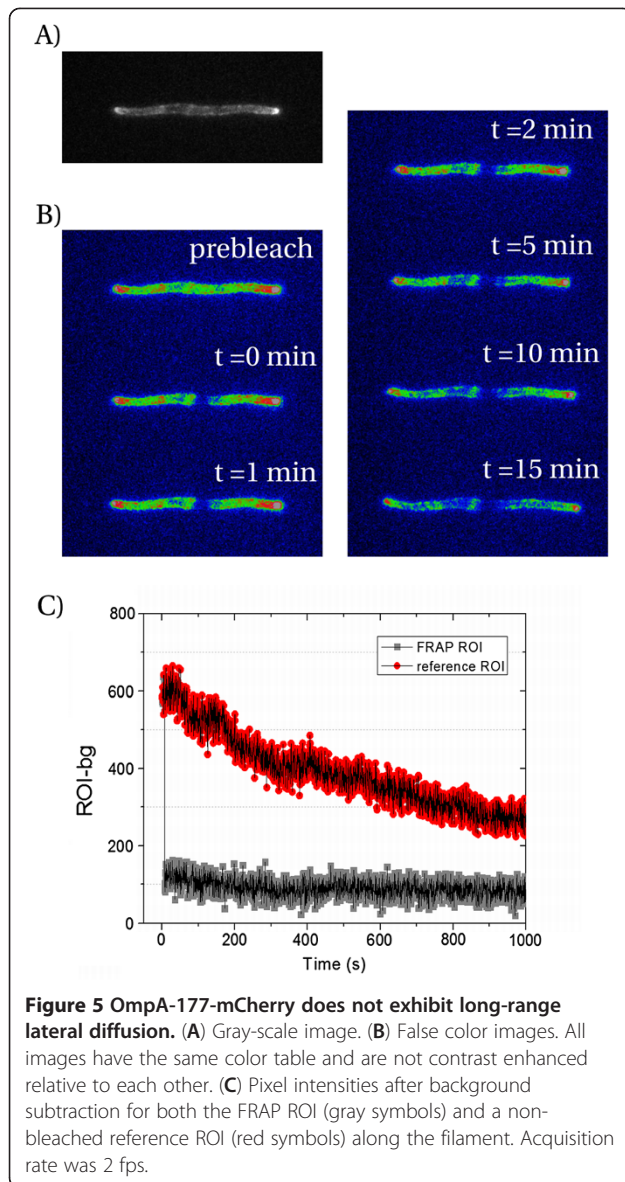 A)
B)
prebleach
t =0 min
t =1 min
t =2 min
t =5 min
t =10 min
t =15 min
C)
800
600
400
200
0
ROI-bg
FRAP ROI
reference ROI
0 200 400 600 800 1000
Time (s)
Figure 5 OmpA-177-mCherry does not exhibit long-range
lateral diffusion. (A) Gray-scale image. (B) False color images. All
images have the same color table and are not contrast enhanced
relative to each other. (C) Pixel intensities after background
subtraction for both the FRAP ROI (gray symbols) and a non-
bleached reference ROI (red symbols) along the filament. Acquisition
rate was 2 fps.